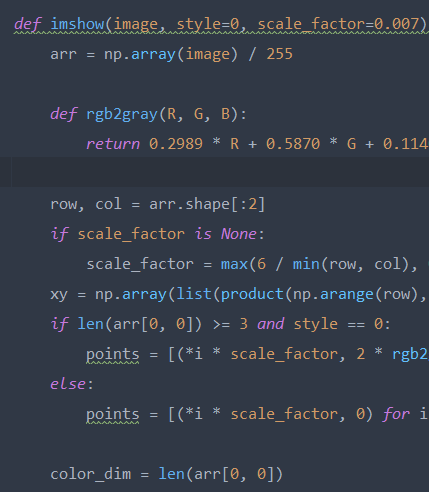 def imshow(image, style=0, scale_factor=0.007)
arr = np.array(image) / 255
def rgb2gray(R, G, B):
return 0.2989 * R + 0.5870 * G + 0.114
row, col = arr.shape[:2]
if scale_factor is None:
scale_factor = max(6 / min(row, col),
xy = np.array(list(product(np.arange(row),
if len(arr[0, 0]) >= 3 and style == 0:
points = [(*i * scale_factor, 2 * rgb2
else:
points = [(*i * scale_factor, 0) for i
color_dim = len(arr[0, 0])